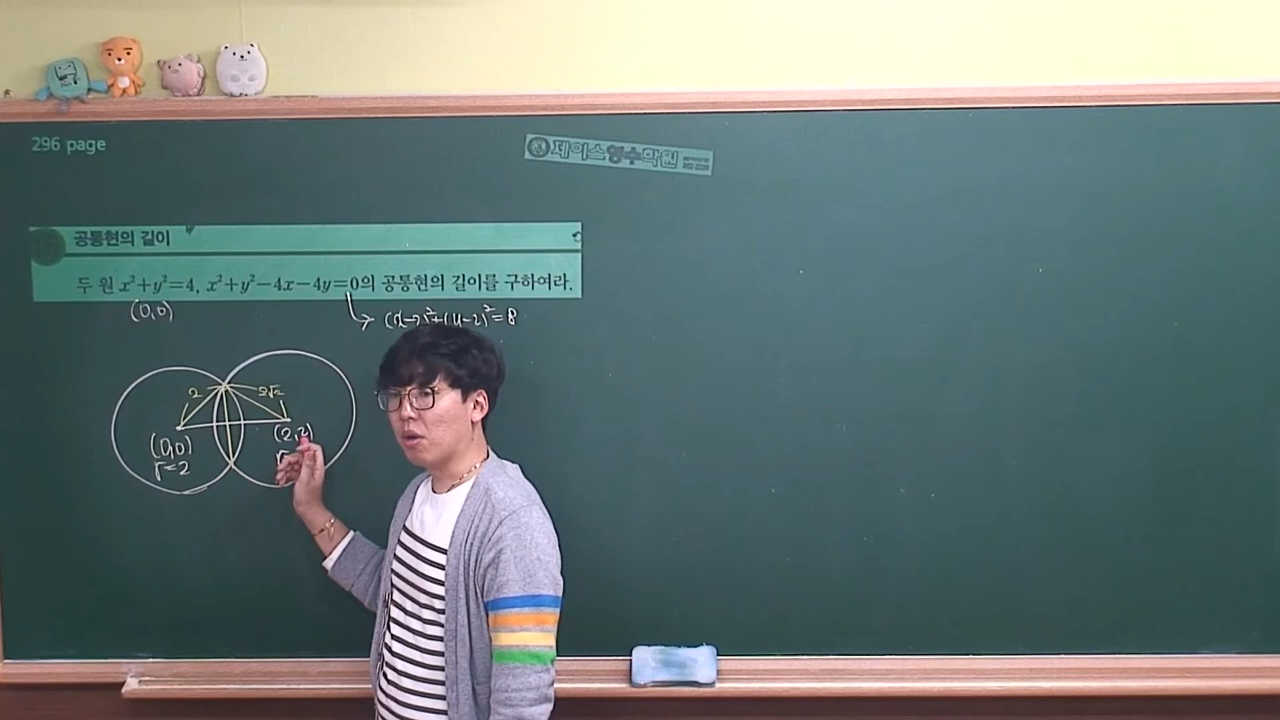 296 page
제이스영수학원
공통현의 길이
두 원 x²+y²=4, x²+y²-4x-4y=0의 공통현의 길이를 구하여라.
(0,0)
(x-2)²+(y-2)²=8
2 2√2
(0,0) (2,2)
r=2